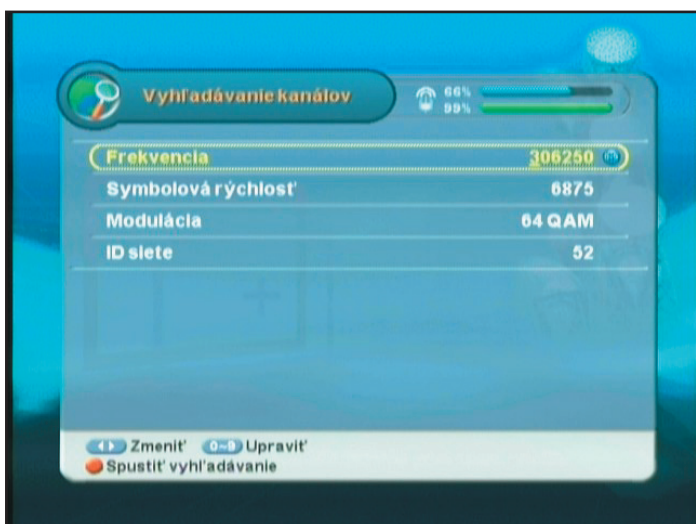 Vyhľadávanie kanálov
66%
99%
Frekvencia 306250
Symbolová rýchlosť 6875
Modulácia 64 QAM
ID siete 52
Zmeniť 0~9 Upraviť
Spustiť vyhľadávanie